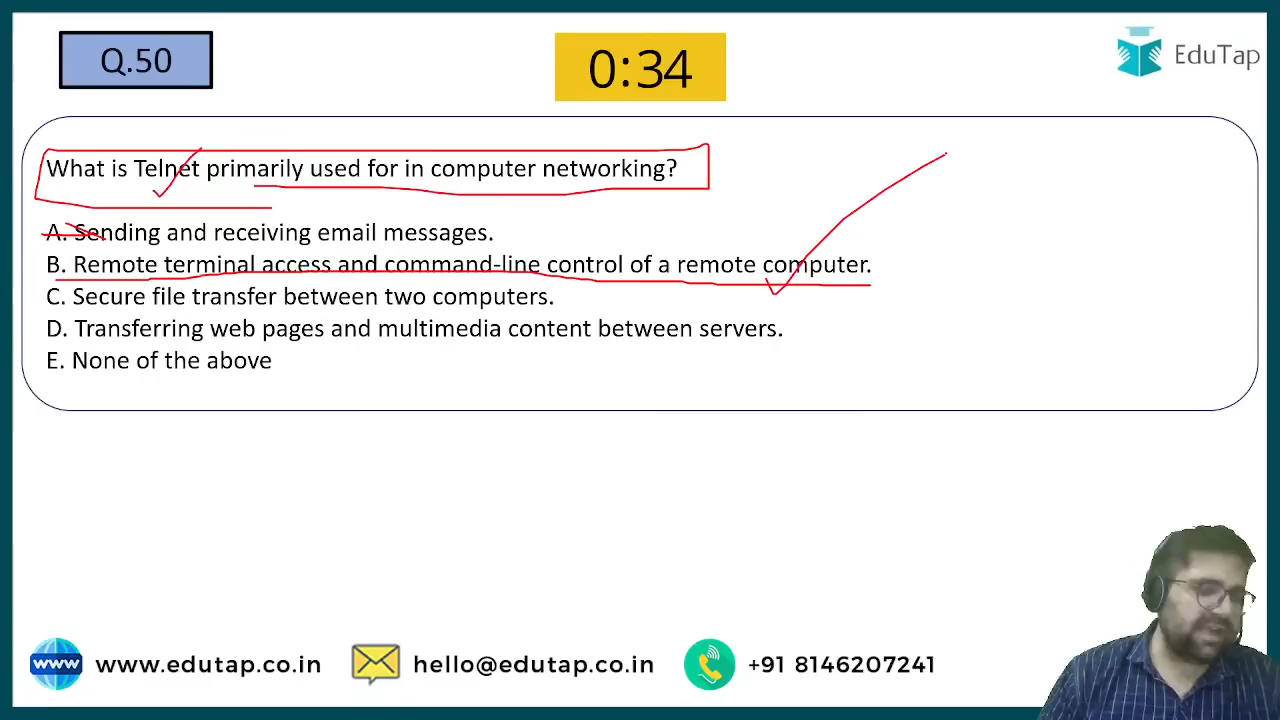 Q.50
0:34
EduTap
What is Telnet primarily used for in computer networking?
A. Sending and receiving email messages.
B. Remote terminal access and command-line control of a remote computer.
C. Secure file transfer between two computers.
D. Transferring web pages and multimedia content between servers.
E. None of the above
www
www.edutap.co.in
hello@edutap.co.in
+91 8146207241